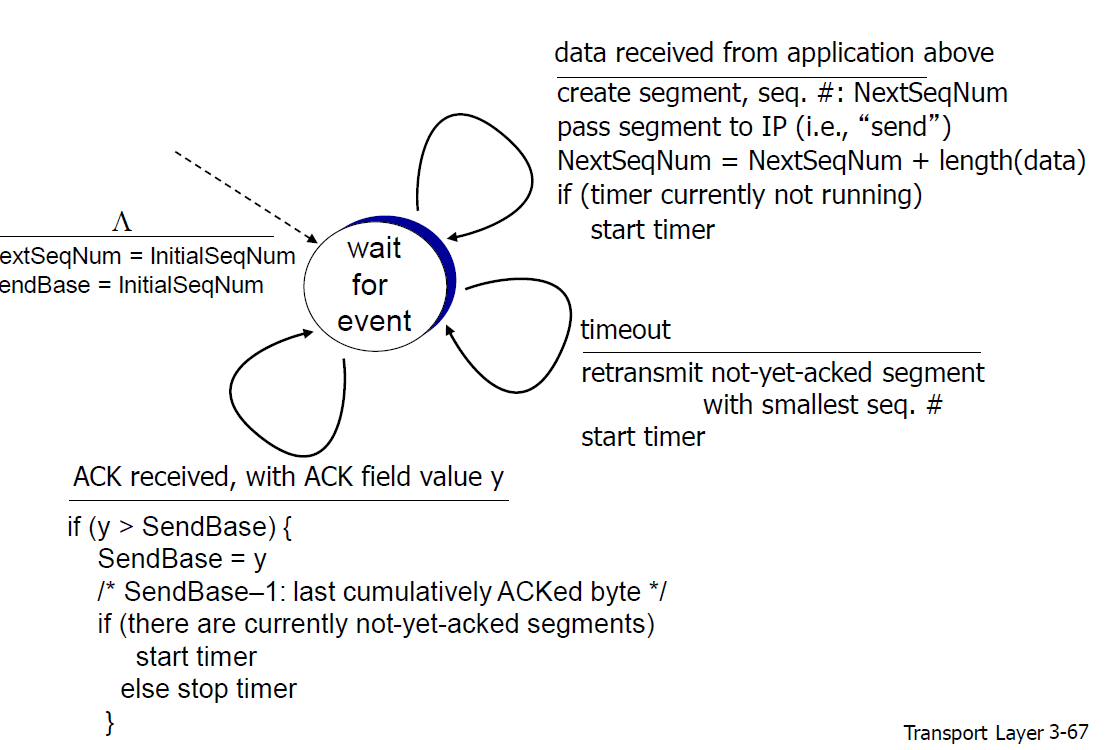 data received from application above
create segment, seq. #: NextSeqNum
pass segment to IP (i.e., “send”)
NextSeqNum = NextSeqNum + length(data)
if (timer currently not running)
start timer
Λ
extSeqNum = InitialSeqNum
endBase = InitialSeqNum
wait
for
event
timeout
retransmit not-yet-acked segment
with smallest seq. #
start timer
ACK received, with ACK field value y
if (y > SendBase) {
SendBase = y
/* SendBase–1: last cumulatively ACKed byte */
if (there are currently not-yet-acked segments)
start timer
else stop timer
}
Transport Layer 3-67